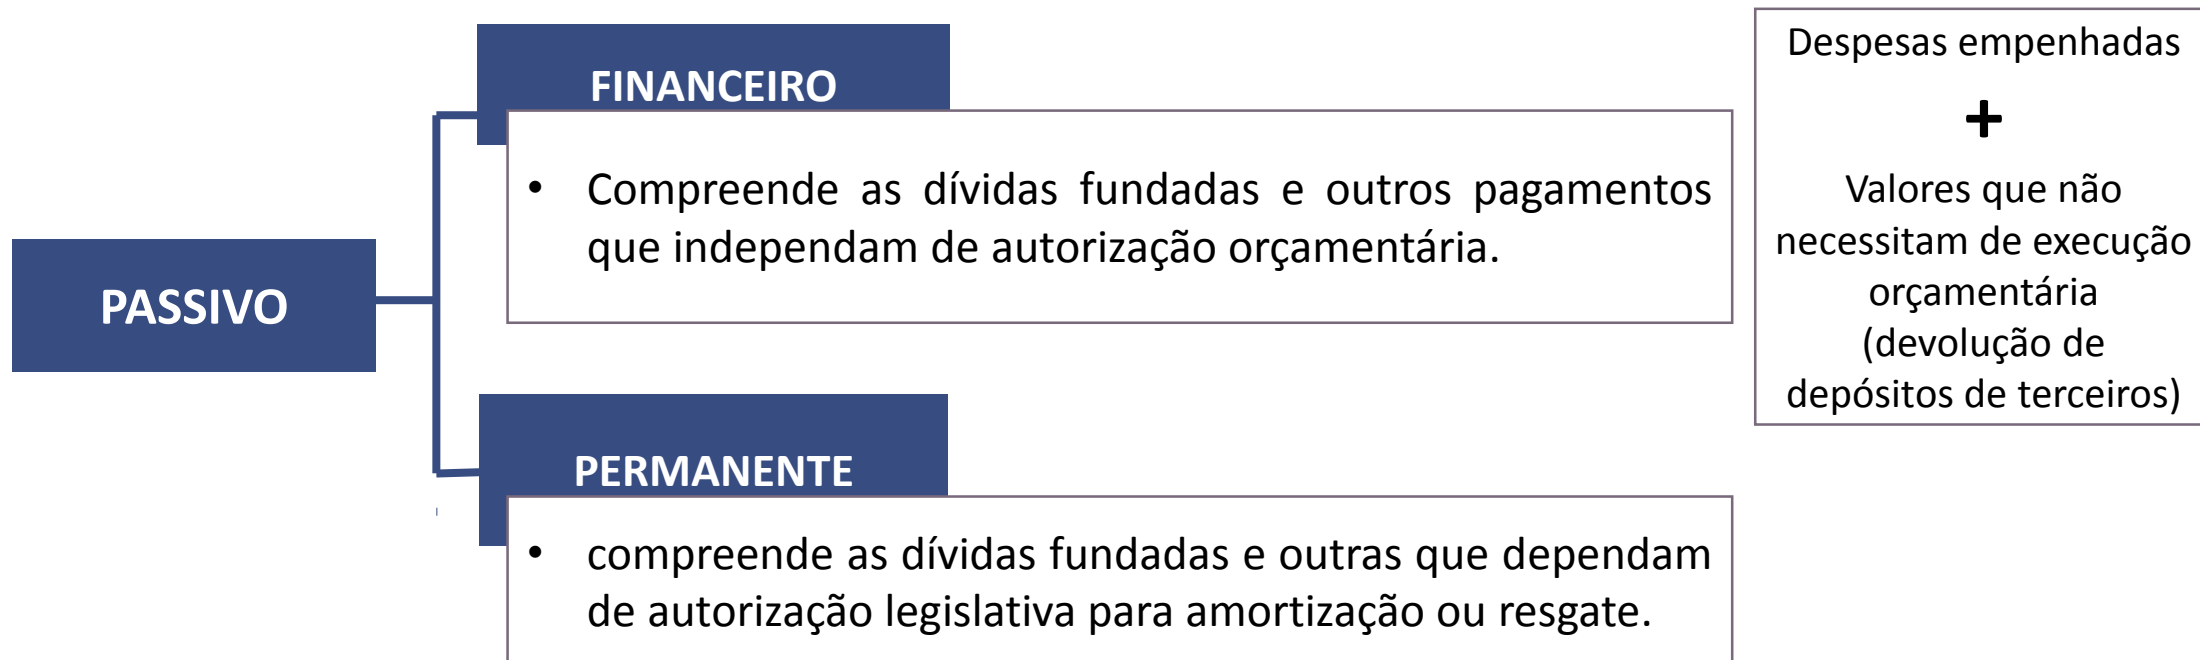 PASSIVO
FINANCEIRO
• Compreende as dívidas fundadas e outros pagamentos
que independam de autorização orçamentária.
PERMANENTE
• compreende as dívidas fundadas e outras que dependam
de autorização legislativa para amortização ou resgate.
Despesas empenhadas
+
Valores que não
necessitam de execução
orçamentária
(devolução de
depósitos de terceiros)